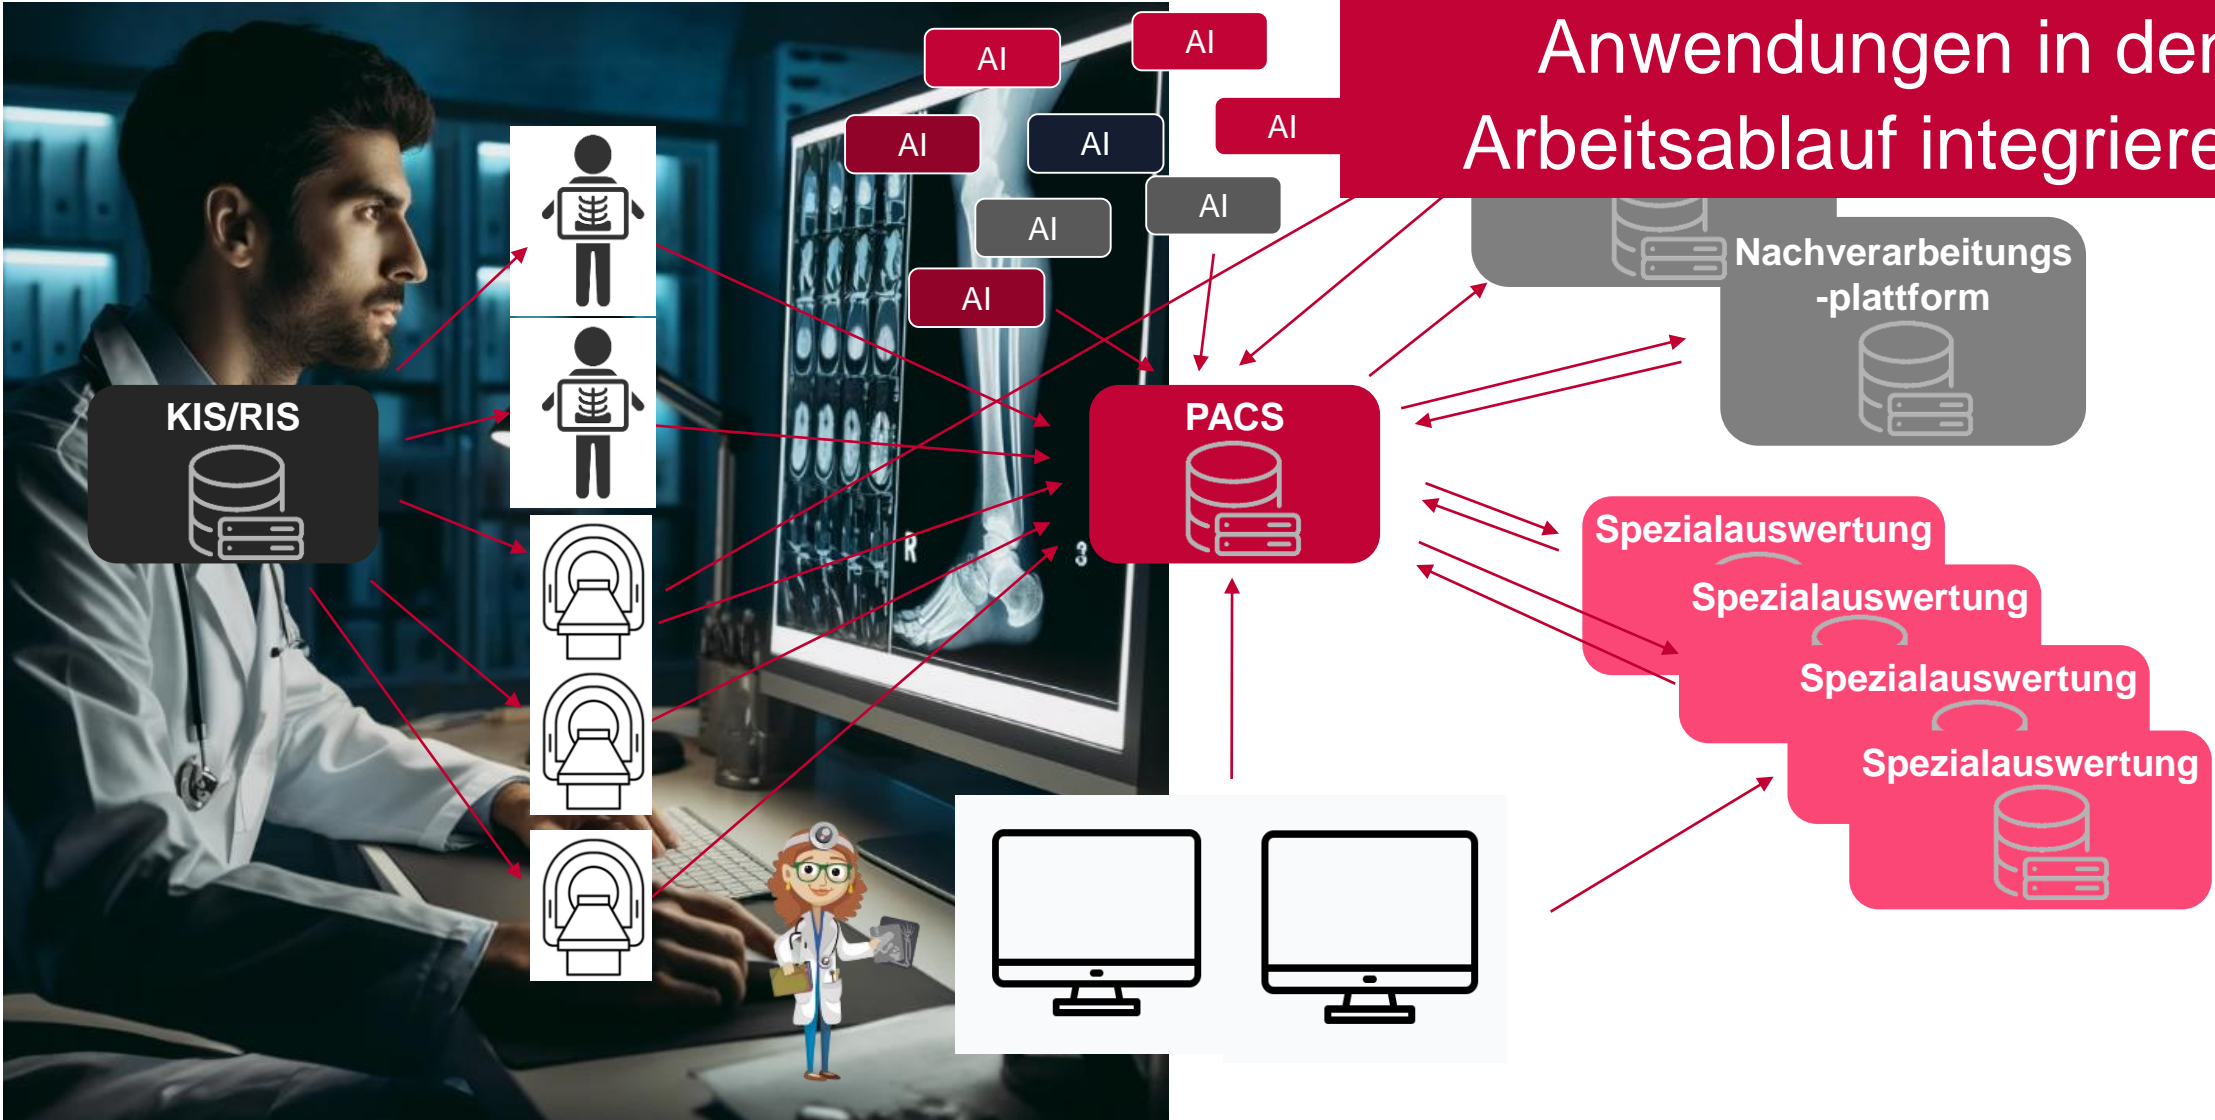 Anwendungen in der
Arbeitsablauf integriere
AI
AI
AI
AI
AI
AI
AI
AI
Nachverarbeitungs
-plattform
KIS/RIS
PACS
R
3
Spezialauswertung
Spezialauswertung
Spezialauswertung
Spezialauswertung